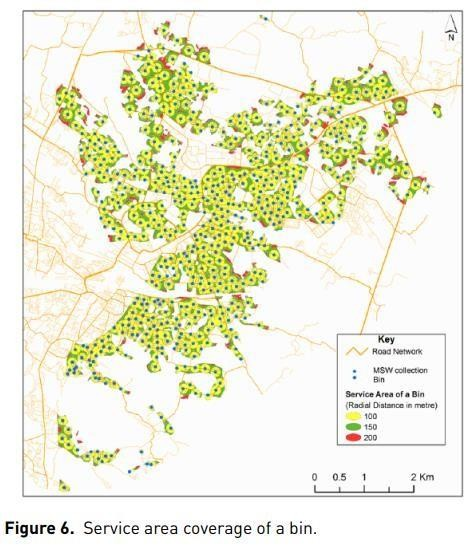 N
Key
Road Network
MSW collection
Bin
Service Area of a Bin
(Radial Distance in metre)
100
150
200
0 0.5 1 2 Km
Figure 6. Service area coverage of a bin.